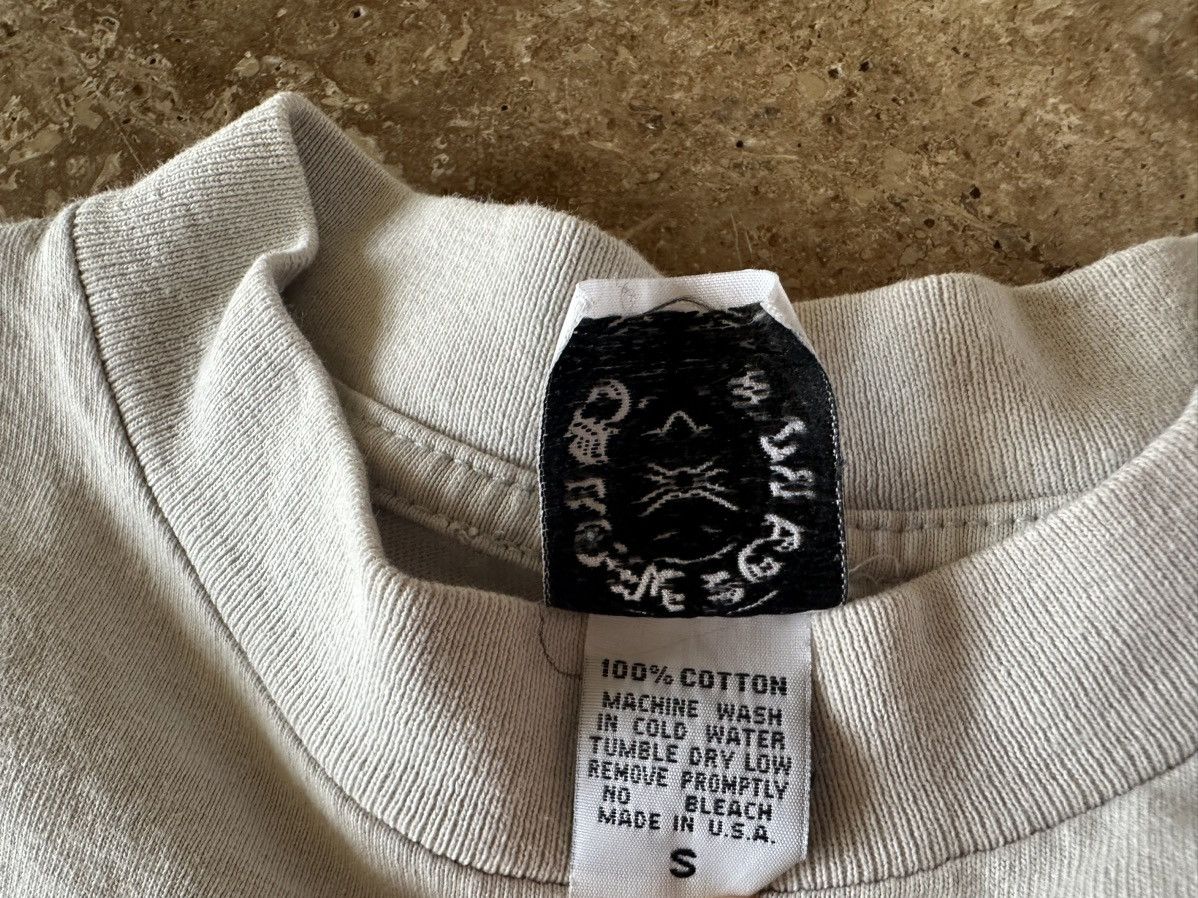 100% COTTON
MACHINE WASH
IN COLD WATER
TUMBLE DRY LOW
REMOVE PROMPTLY
NO BLEACH
MADE IN U.S.A.
S